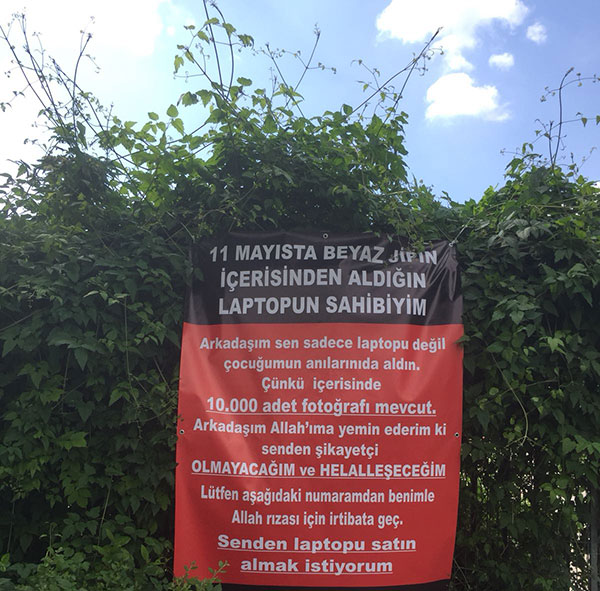 11 MAYISTA BEYAZ JİPİN
İÇERİSİNDEN ALDIĞIN
LAPTOPUN SAHİBİYİM
Arkadaşım sen sadece laptopu değil
çocuğumun anılarınıda aldın.
Çünkü içerisinde
10.000 adet fotoğrafı mevcut.
Arkadaşım Allah'ıma yemin ederim ki
senden şikayetçi
OLMAYACAĞIM ve HELALLEŞECEĞİM
Lütfen aşağıdaki numaramdan benimle
Allah rızası için irtibata geç.
Senden laptopu satın
almak istiyorum